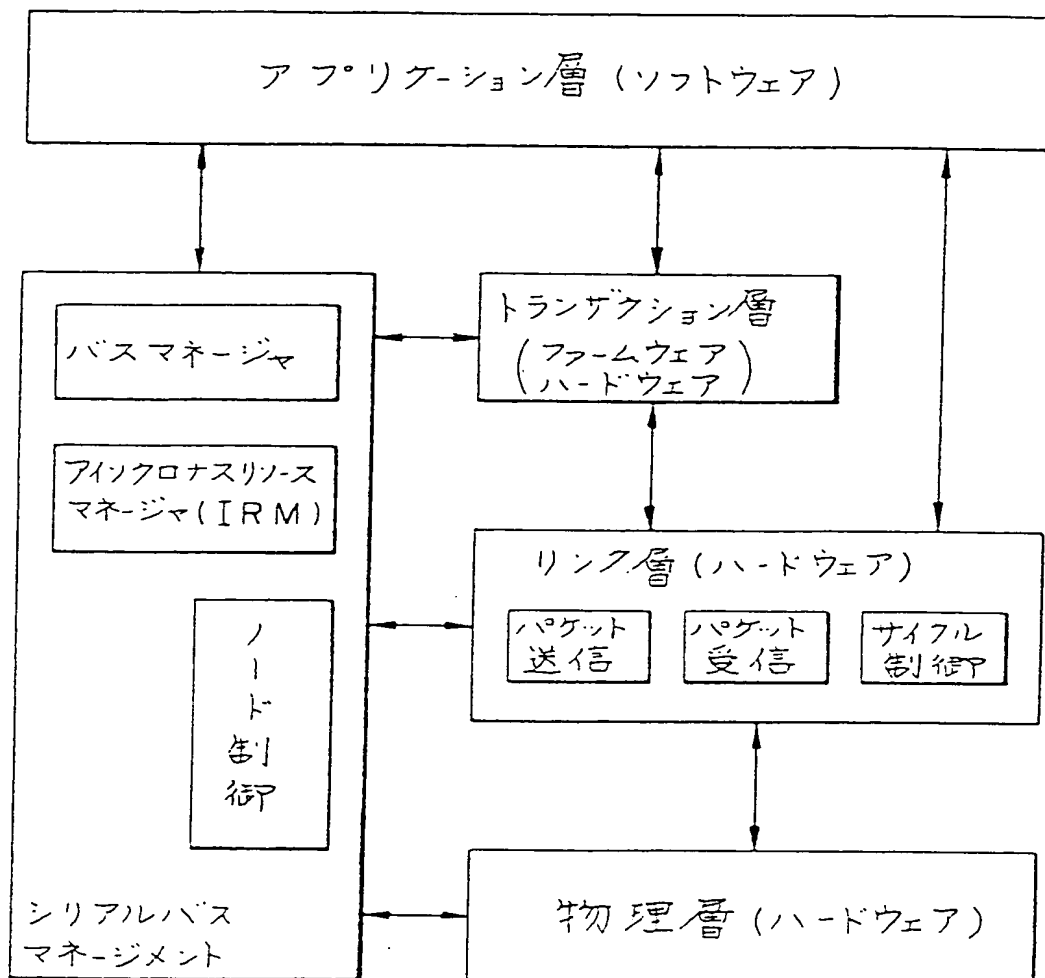 アプリケーション層(ソフトウェア)
バスマネージャ
アイソクロナスリソース
マネージャ(IRM)
ノード制御
シリアルバス
マネージメント
トランザクション層
(ファームウェア
ハードウェア)
リンク層(ハードウェア)
パケット
送信
パケット
受信
サイクル
制御
物理層(ハードウェア)